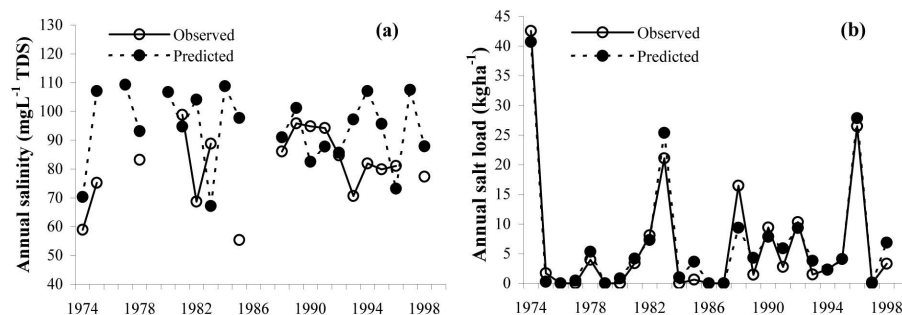 130
120
110
100
90
80
70
60
50
40
Annual salinity (mgL⁻¹ TDS)
Observed
Predicted
(a)
1974 1978 1982 1986 1990 1994 1998
45
40
35
30
25
20
15
10
5
0
Annual salt load (kgha⁻¹)
Observed
Predicted
(b)
1974 1978 1982 1986 1990 1994 1998